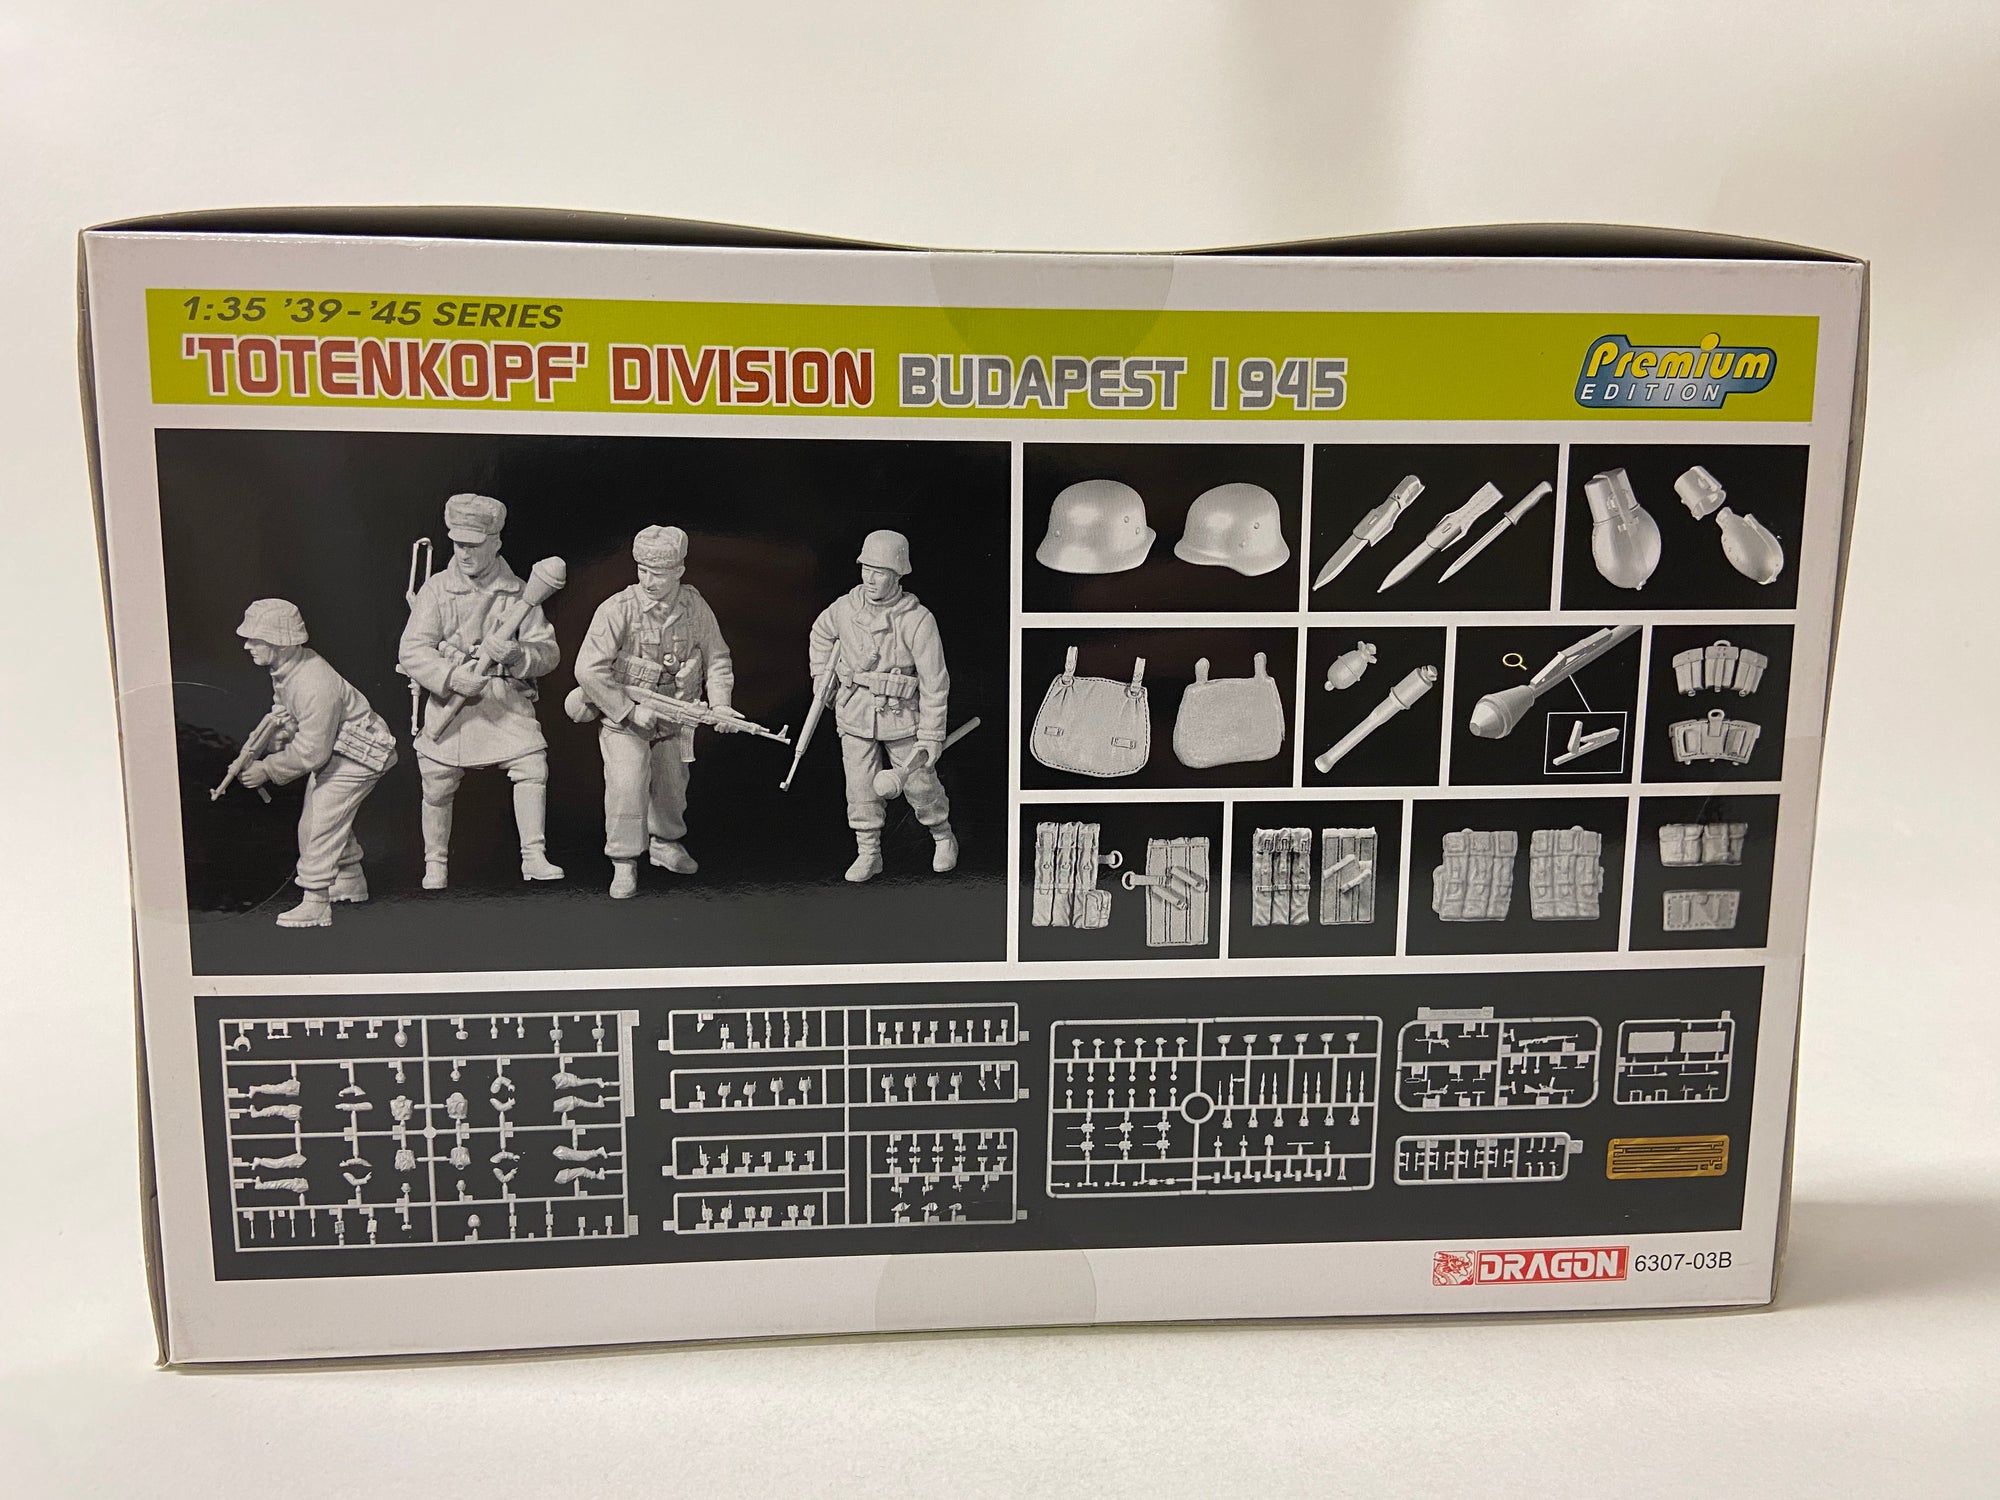 1:35 '39-'45 SERIES
'TOTENKOPF' DIVISION BUDAPEST 1945
Premium
EDITION
DRAGON 6307-03B